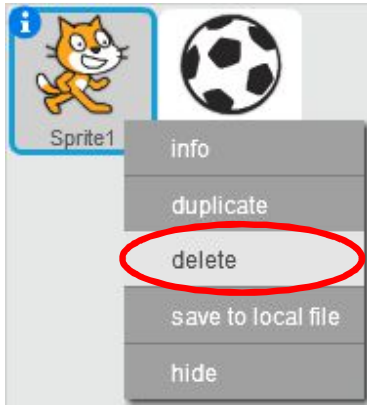 Sprite1
info
duplicate
delete
save to local file
hide